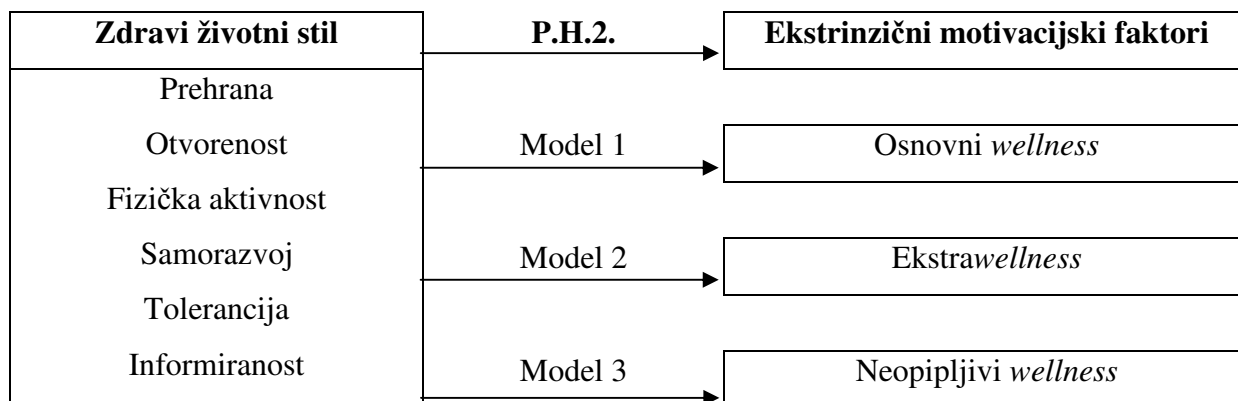 Zdravi životni stil P.H.2. Ekstrinzični motivacijski faktori
Prehrana
Otvorenost Model 1 Osnovni wellness
Fizička aktivnost
Samorazvoj Model 2 Ekstrawellness
Tolerancija
Informiranost Model 3 Neopipljivi wellness